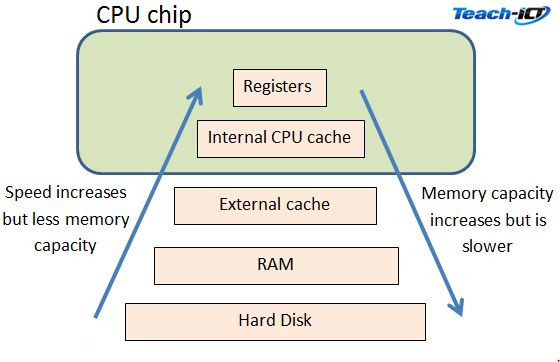 CPU chip
Teach-iCT
Registers
Internal CPU cache
Speed increases
but less memory
capacity
External cache
Memory capacity
increases but is
slower
RAM
Hard Disk